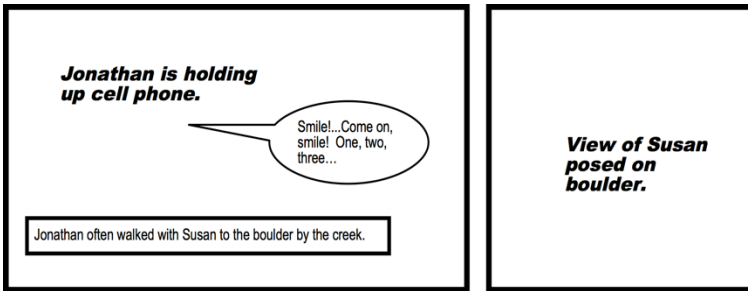 Jonathan is holding
up cell phone.
Smile!...Come on,
smile!  One, two,
three...
Jonathan often walked with Susan to the boulder by the creek.
View of Susan
posed on
boulder.